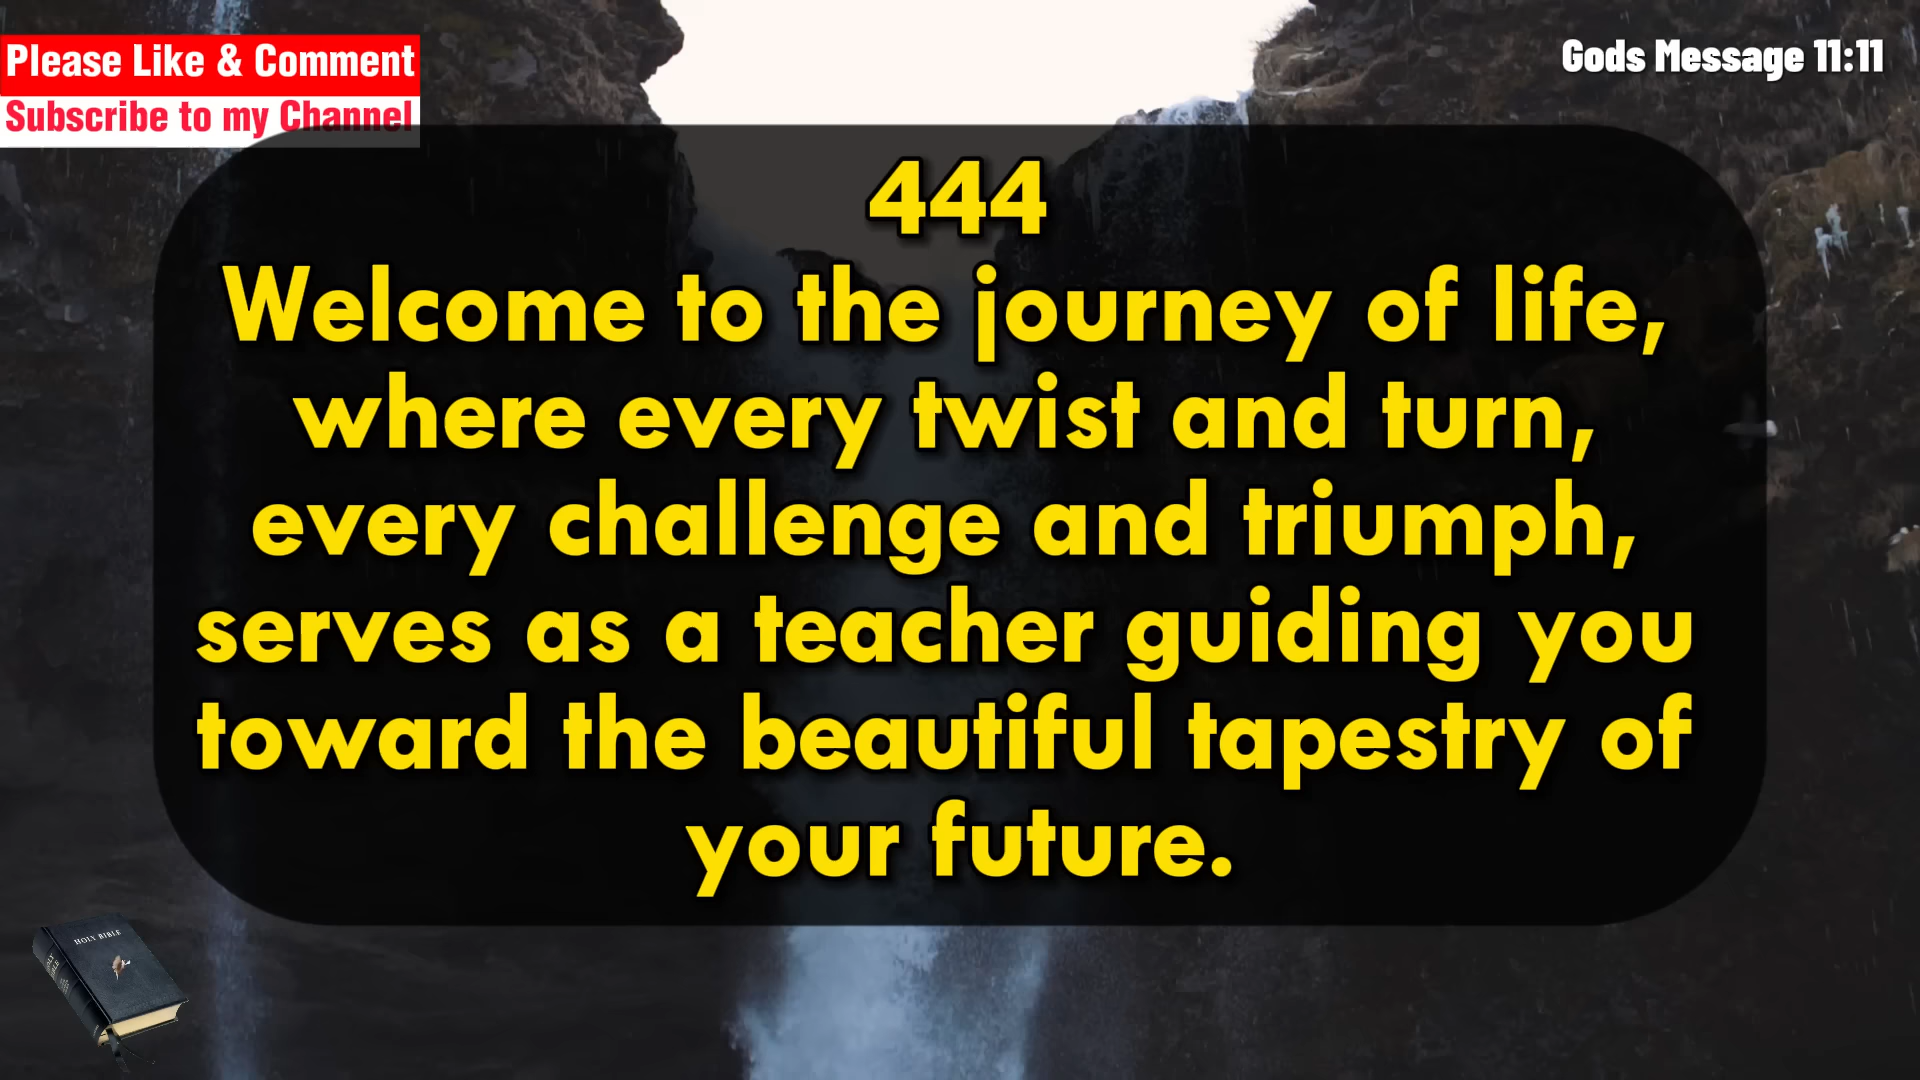 Please Like & Comment
Subscribe to my Channel
Gods Message 11:11
444
Welcome to the journey of life,
where every twist and turn,
every challenge and triumph,
serves as a teacher guiding you
toward the beautiful tapestry of
your future.
HOLY BIBLE